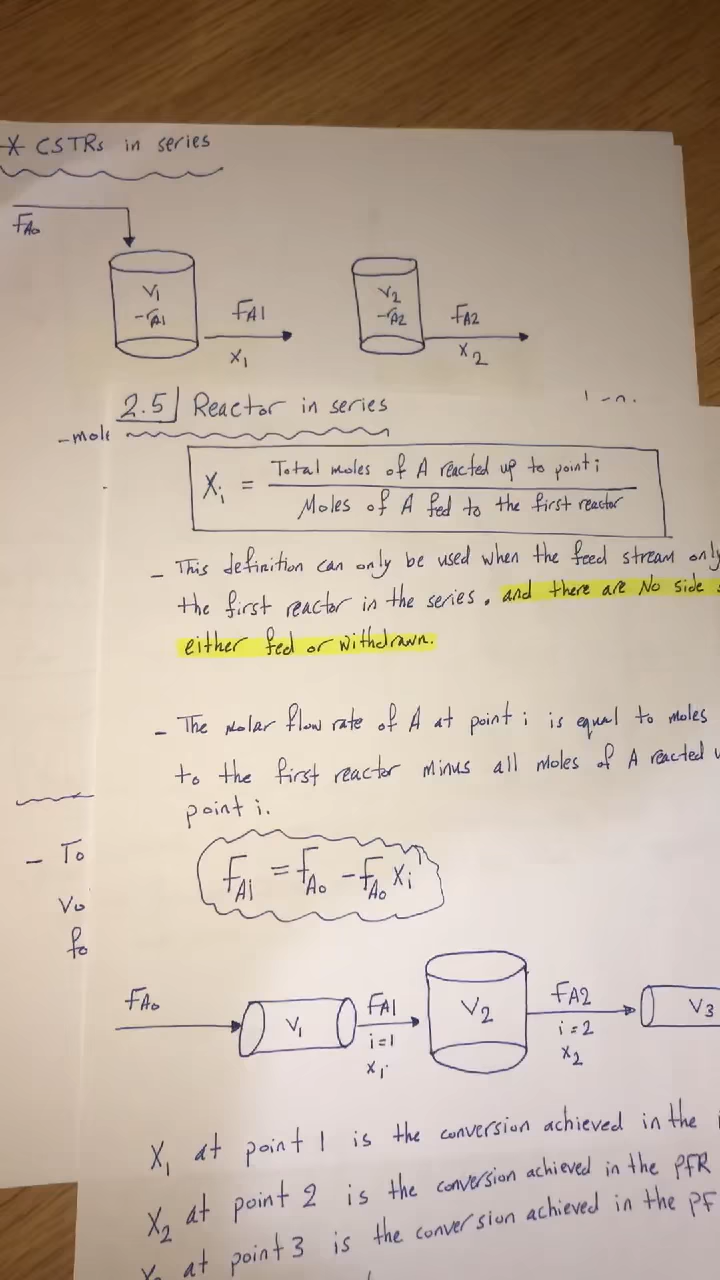 * CSTRs in series
FA0
V1
-rA1
FA1
X1
V2
-rA2
FA2
X2
2.5 Reactor in series
-mole
Xi = Total moles of A reacted up to point i
Moles of A fed to the first reactor
- This definition can only be used when the feed stream only
the first reactor in the series, and there are No side
either fed or withdrawn.
- The molar flow rate of A at point i is equal to moles
to the first reactor minus all moles of A reacted
point i.
FAi = FA0 - FA0 Xi
- To
Vo
fo
FA0
V1
FA1
i=1
X1
V2
FA2
i=2
X2
V3
X1 at point 1 is the conversion achieved in the
X2 at point 2 is the conversion achieved in the PFR
at point 3 is the conversion achieved in the PF